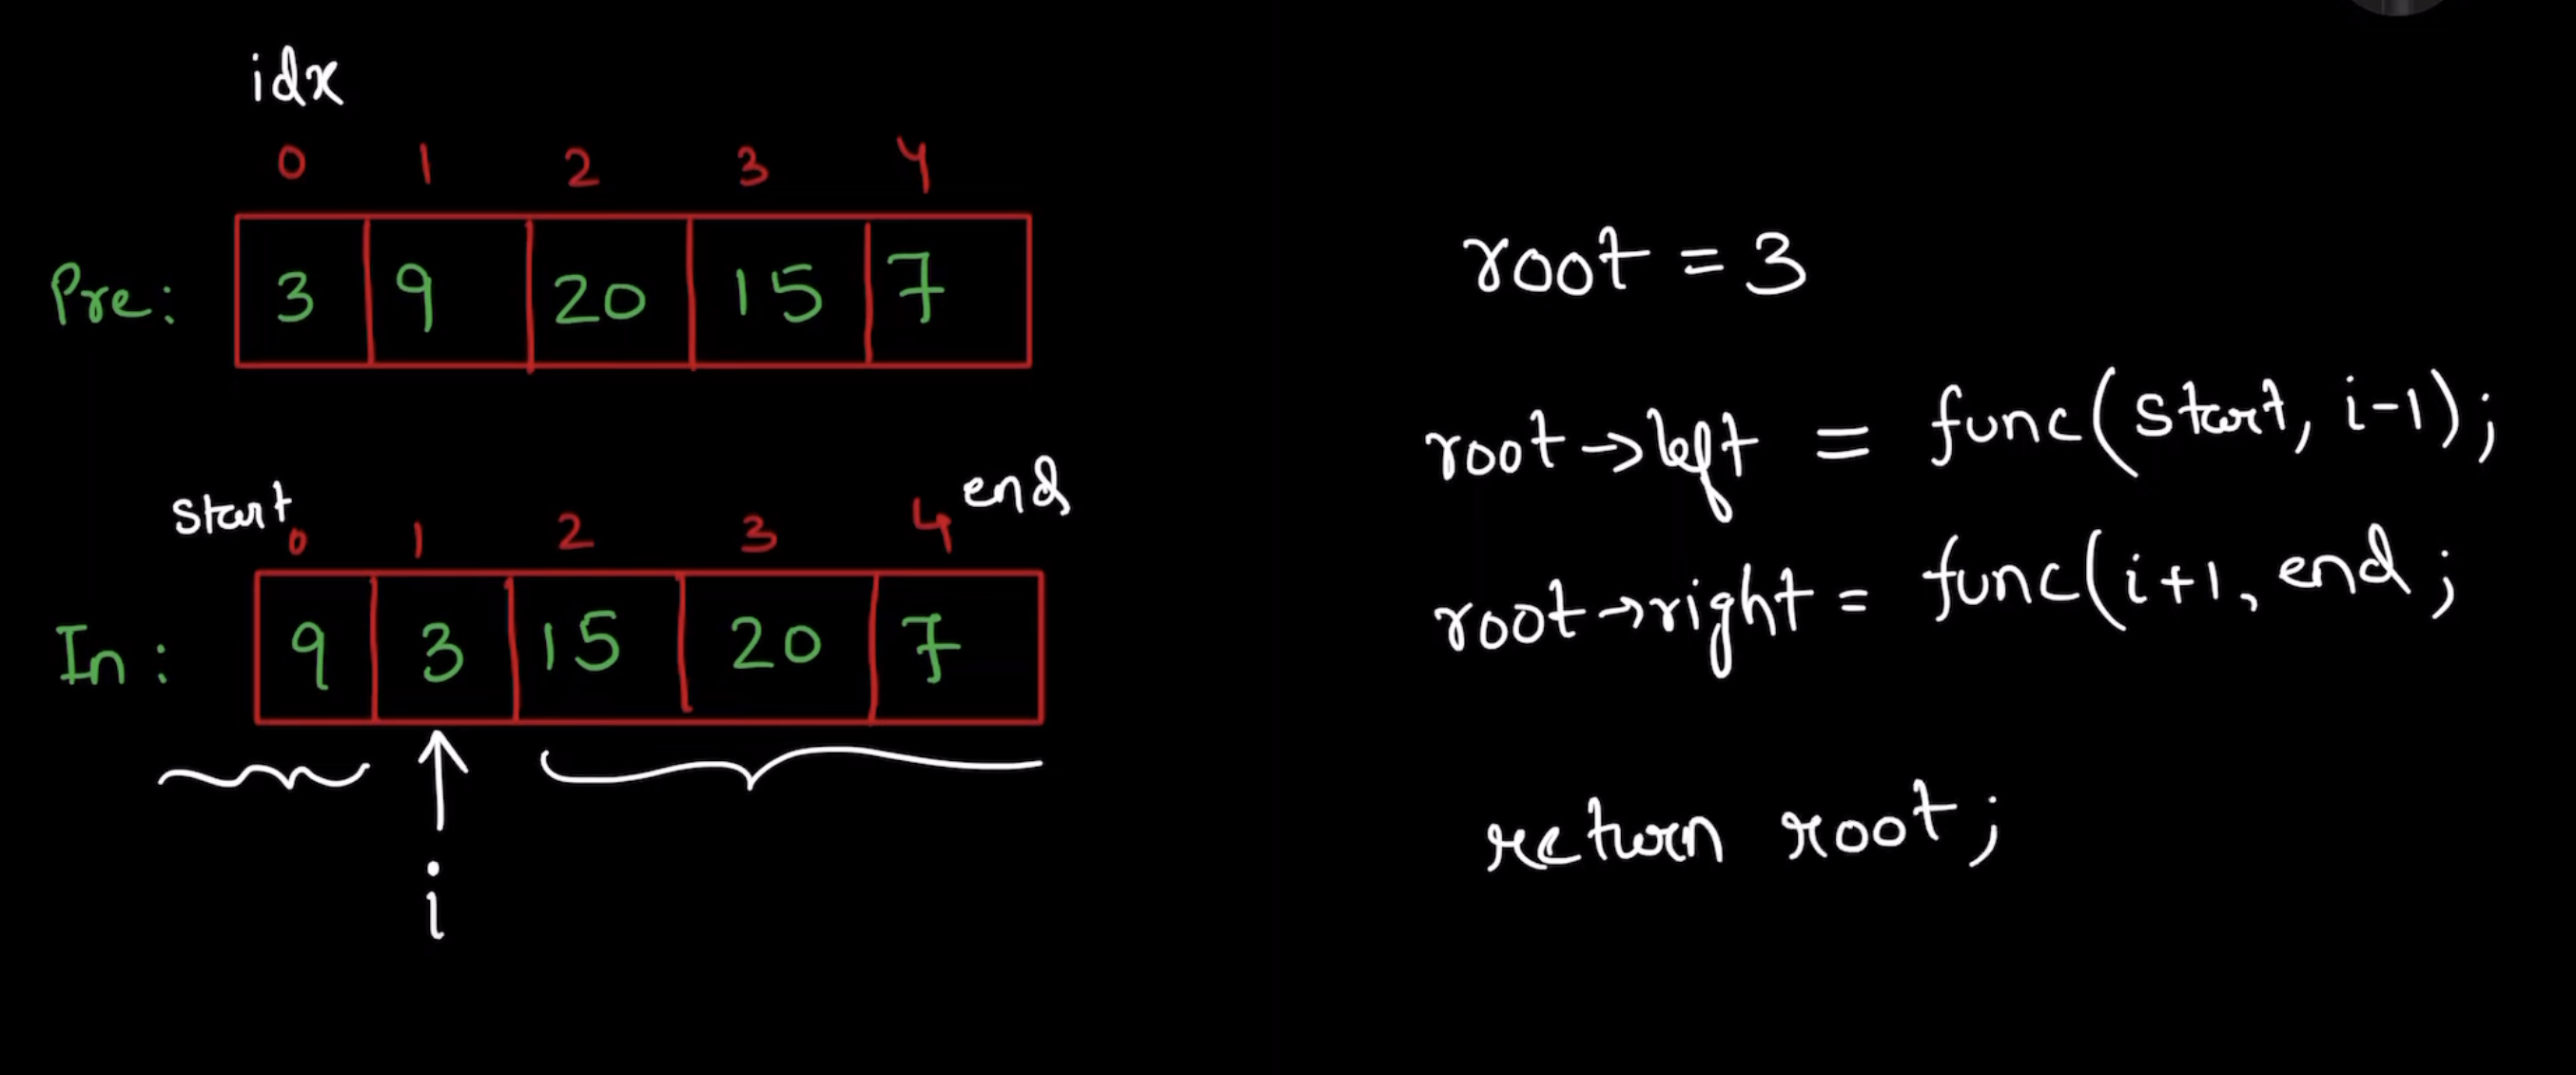 idx
0 1 2 3 4
Pre: 3 9 20 15 7
start end
0 1 2 3 4
In: 9 3 15 20 7
i
root = 3
root→left = func(start, i-1);
root→right = func(i+1, end;
return root;